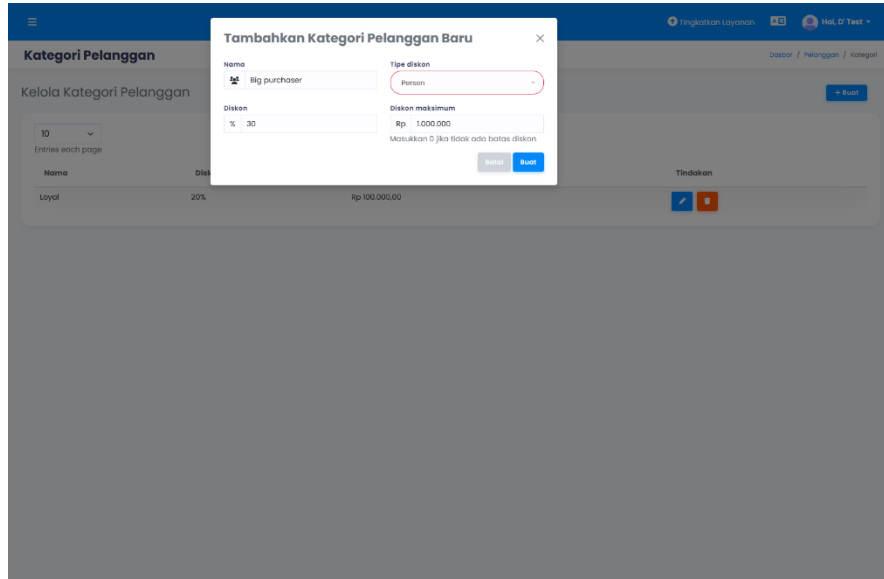 Tingkatkan Layanan
Hai, D' Test
Kategori Pelanggan
Dasbor / Pelanggan / Kategori
Kelola Kategori Pelanggan
+ Buat
Tambahkan Kategori Pelanggan Baru
Nama
Tipe diskon
Big purchaser
Person
Diskon
Diskon maksimum
% 30
Rp 1.000.000
Masukkan 0 jika tidak ada batas diskon
Batal
Buat
10
Entries each page
Nama
Tindakan
Loyal
20%
Rp 100.000,00